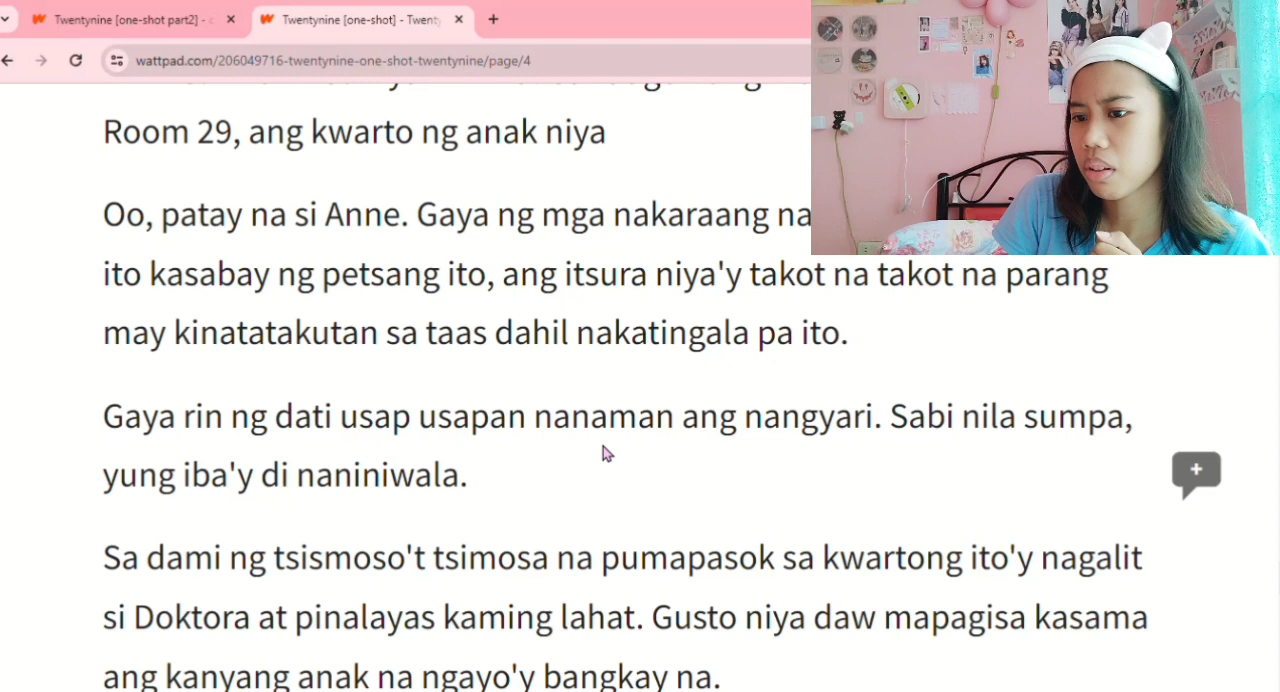 Twentynine [one-shot part2] -
Twentynine [one-shot] - Twenty
wattpad.com/206049716-twentynine-one-shot-twentynine/page/4
Room 29, ang kwarto ng anak niya
Oo, patay na si Anne. Gaya ng mga nakaraang na
ito kasabay ng petsang ito, ang itsura niya'y takot na takot na parang
may kinatatakutan sa taas dahil nakatingala pa ito.
Gaya rin ng dati usap usapan nanaman ang nangyari. Sabi nila sumpa,
yung iba'y di naniniwala.
Sa dami ng tsismoso't tsimosa na pumapasok sa kwartong ito'y nagalit
si Doktora at pinalayas kaming lahat. Gusto niya daw mapagisa kasama
ang kanyang anak na ngayo'y bangkay na.